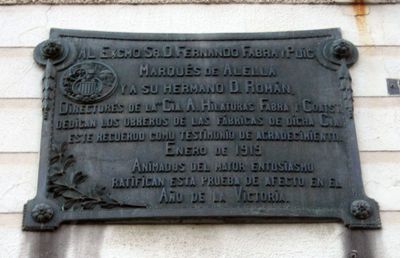 AL EXCMO. SR. D. FERNANDO FABRA Y PUIG
MARQUÉS DE ALELLA
Y A SU HERMANO D. ROMÁN,
DIRECTORES DE LA CIA. A. HILATURAS FABRA Y COATS,
DEDICAN LOS OBREROS DE LAS FÁBRICAS DE DICHA CIA.
ESTE RECUERDO COMO TESTIMONIO DE AGRADECIMIENTO.
ENERO DE 1919
ANIMADOS DEL MAYOR ENTUSIASMO
RATIFICAN ESTA PRUEBA DE AFECTO EN EL
AÑO DE LA VICTORIA.